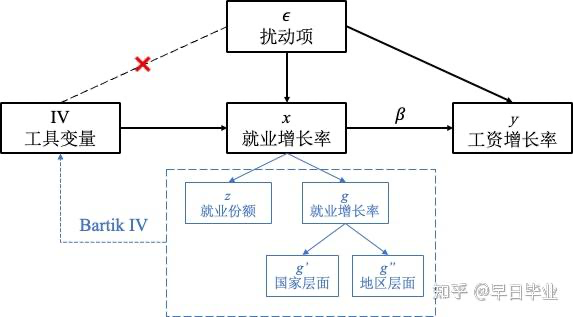 ϵ
扰动项
IV
工具变量
x
就业增长率
β
y
工资增长率
z
就业份额
g
就业增长率
Bartik IV
g'
国家层面
g''
地区层面
知乎 @早日毕业